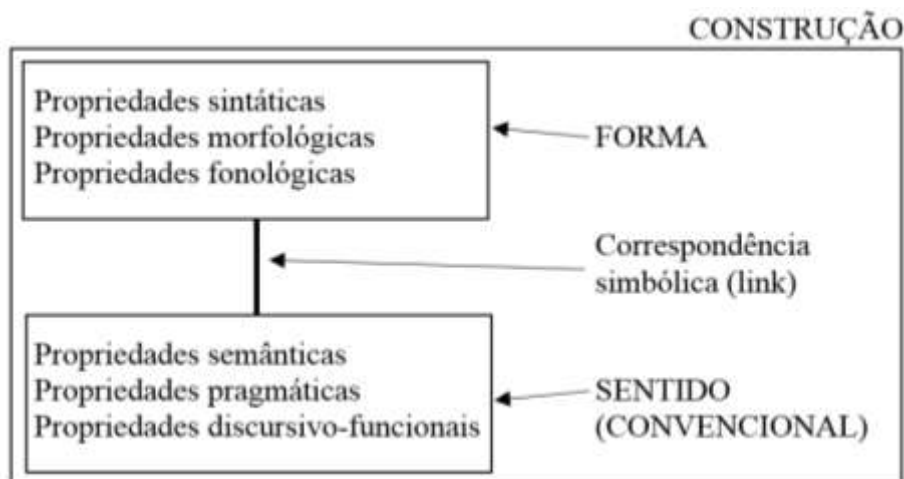 CONSTRUÇÃO
Propriedades sintáticas
Propriedades morfológicas
Propriedades fonológicas
FORMA
Correspondência
simbólica (link)
Propriedades semânticas
Propriedades pragmáticas
Propriedades discursivo-funcionais
SENTIDO
(CONVENCIONAL)